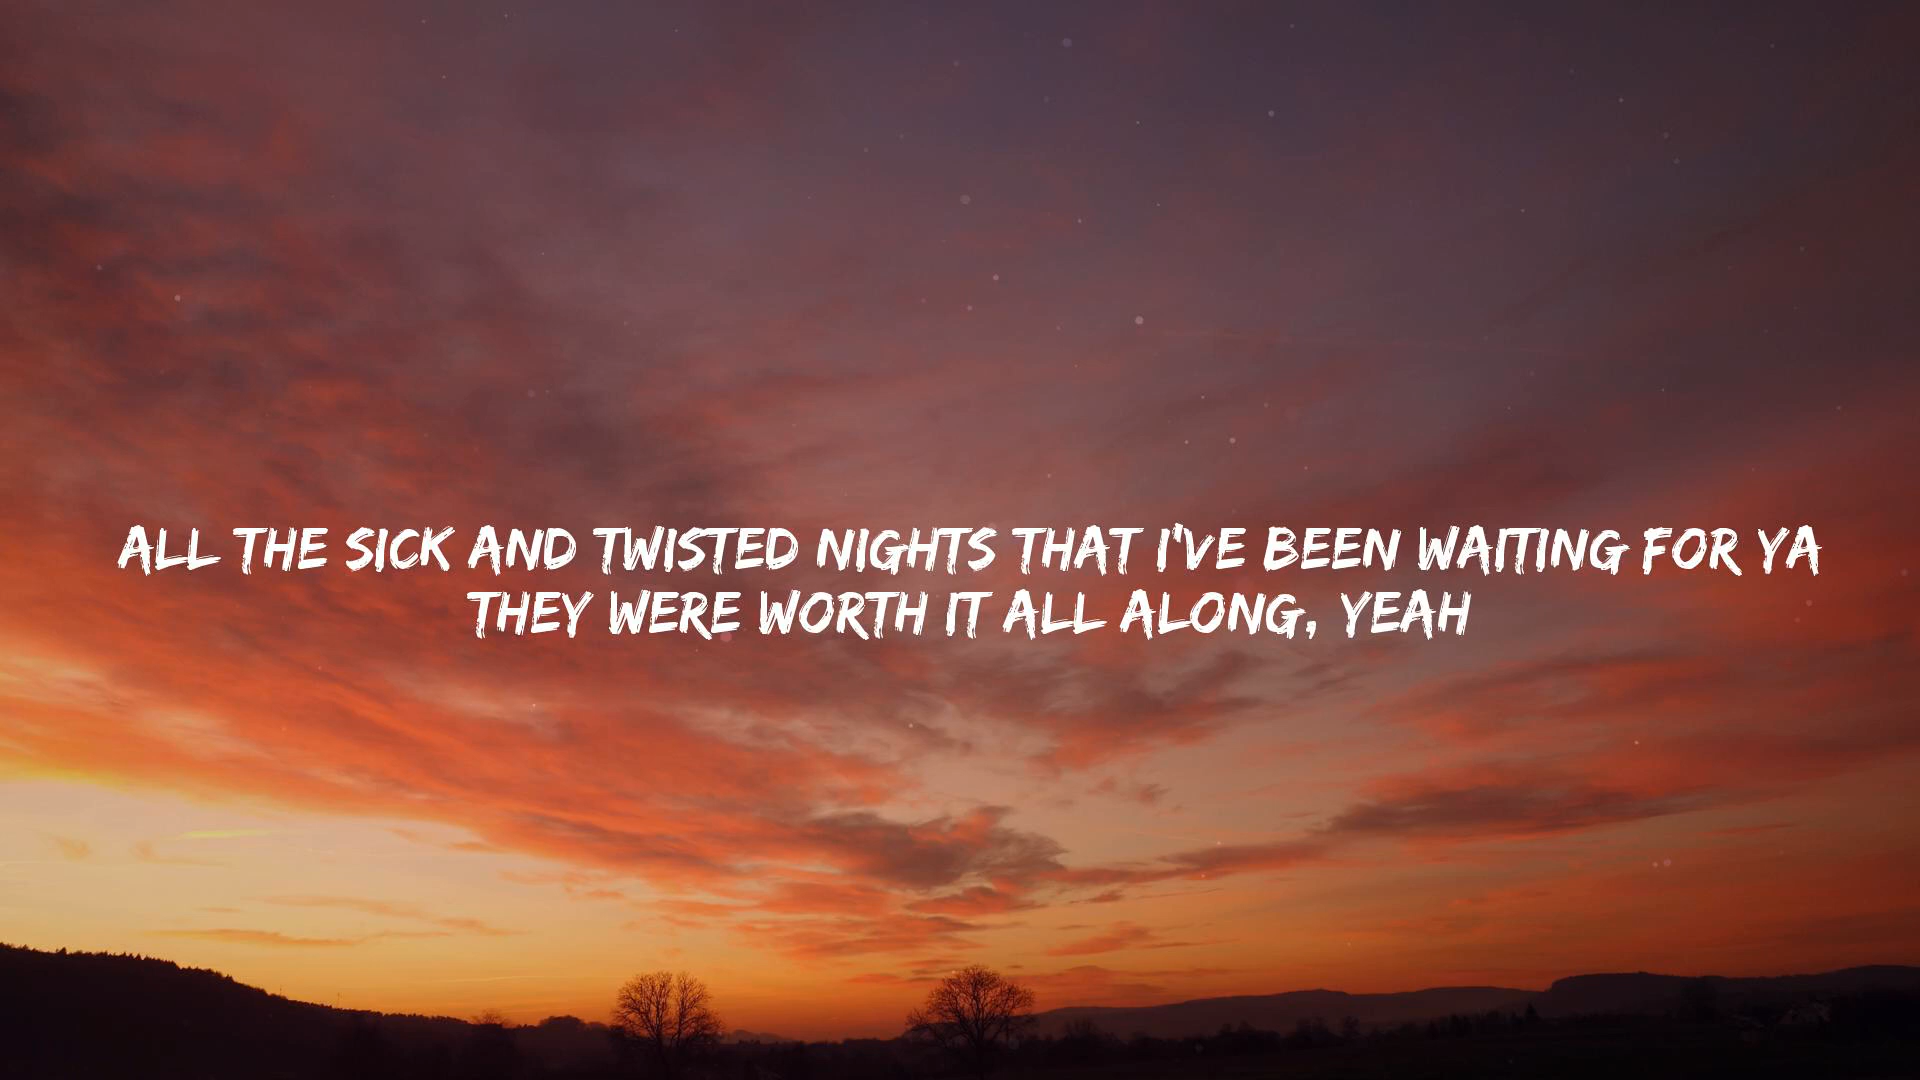 ALL THE SICK AND TWISTED NIGHTS THAT I'VE BEEN WAITING FOR YA
THEY WERE WORTH IT ALL ALONG, YEAH